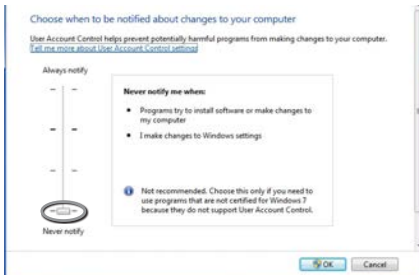 Choose when to be notified about changes to your computer
User Account Control helps prevent potentially harmful programs from making changes to your computer.
Tell me more about User Account Control settings
Always notify
Never notify me when:
Programs try to install software or make changes to
my computer
I make changes to Windows settings
Not recommended. Choose this only if you need to
use programs that are not certified for Windows 7
because they do not support User Account Control.
Never notify
OK
Cancel